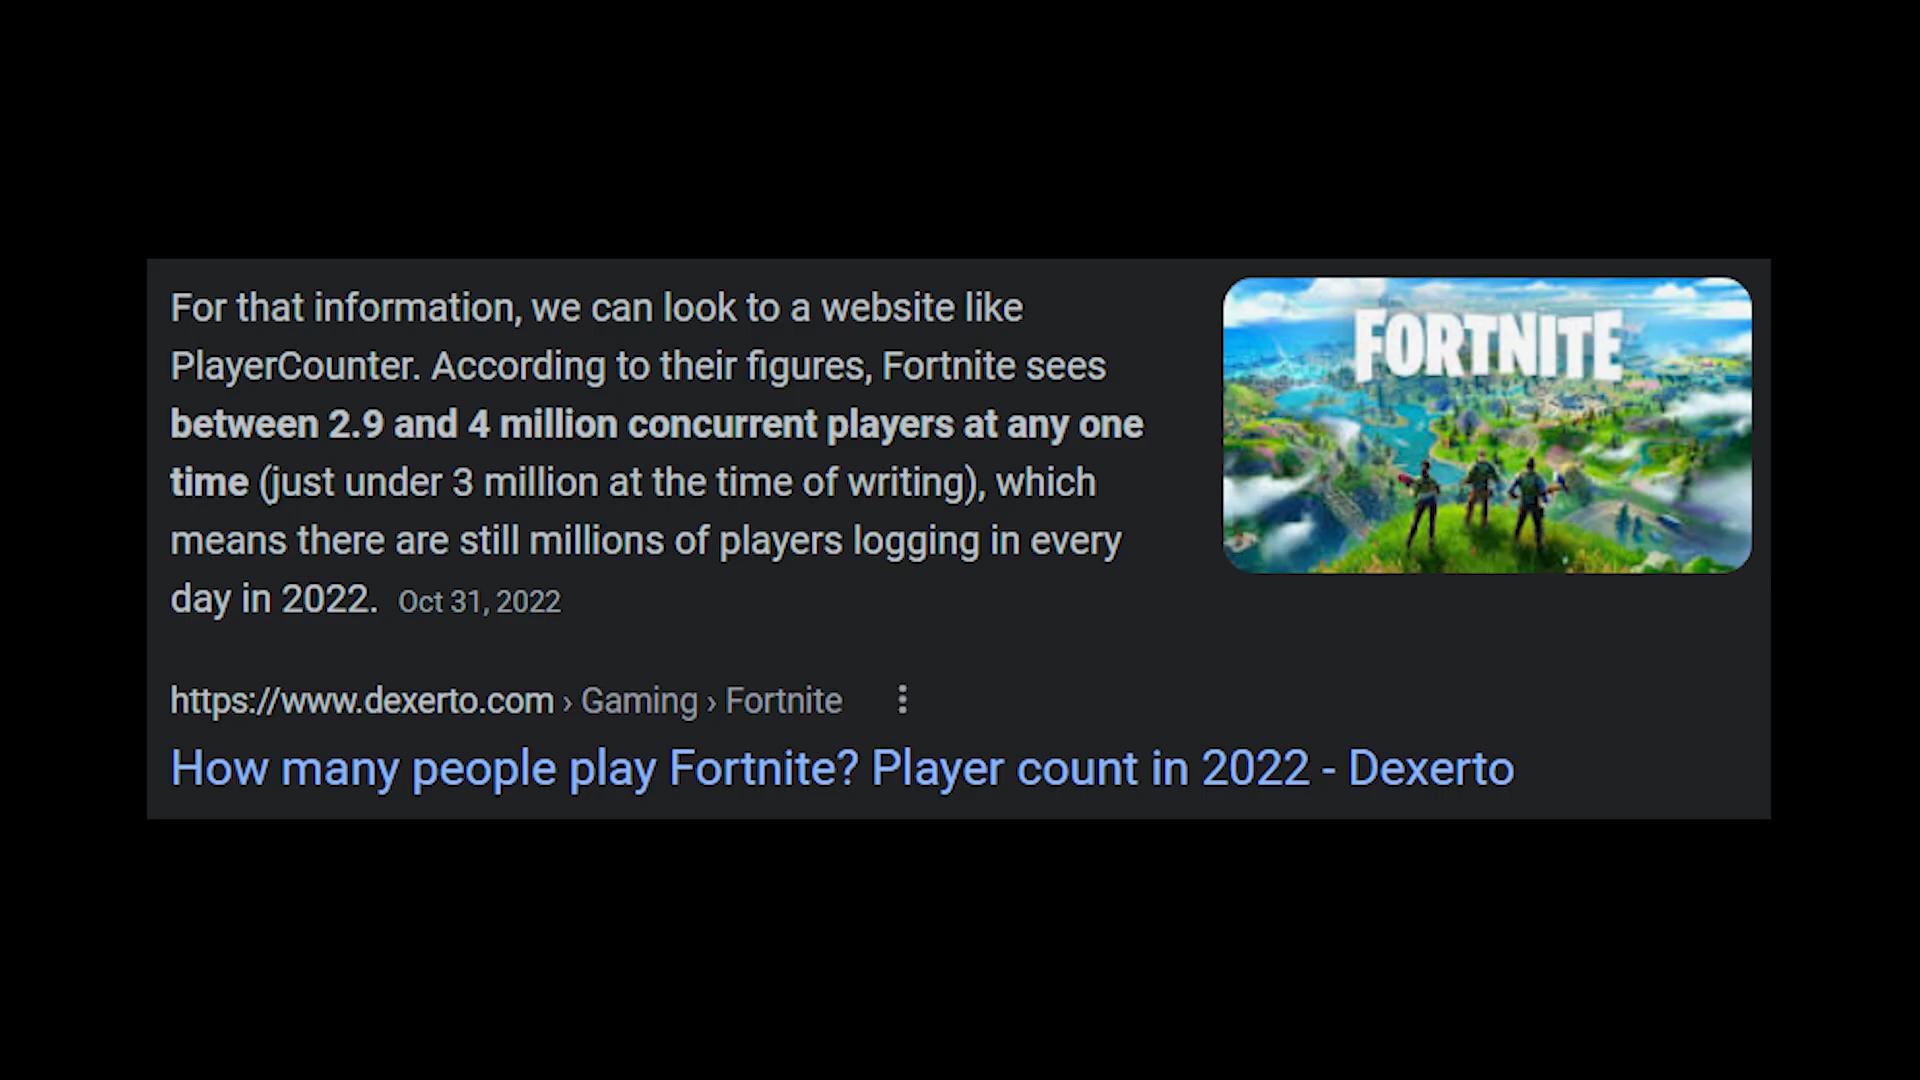 For that information, we can look to a website like
PlayerCounter. According to their figures, Fortnite sees
between 2.9 and 4 million concurrent players at any one
time (just under 3 million at the time of writing), which
means there are still millions of players logging in every
day in 2022. Oct 31, 2022
FORTNITE
https://www.dexerto.com › Gaming › Fortnite
How many people play Fortnite? Player count in 2022 - Dexerto